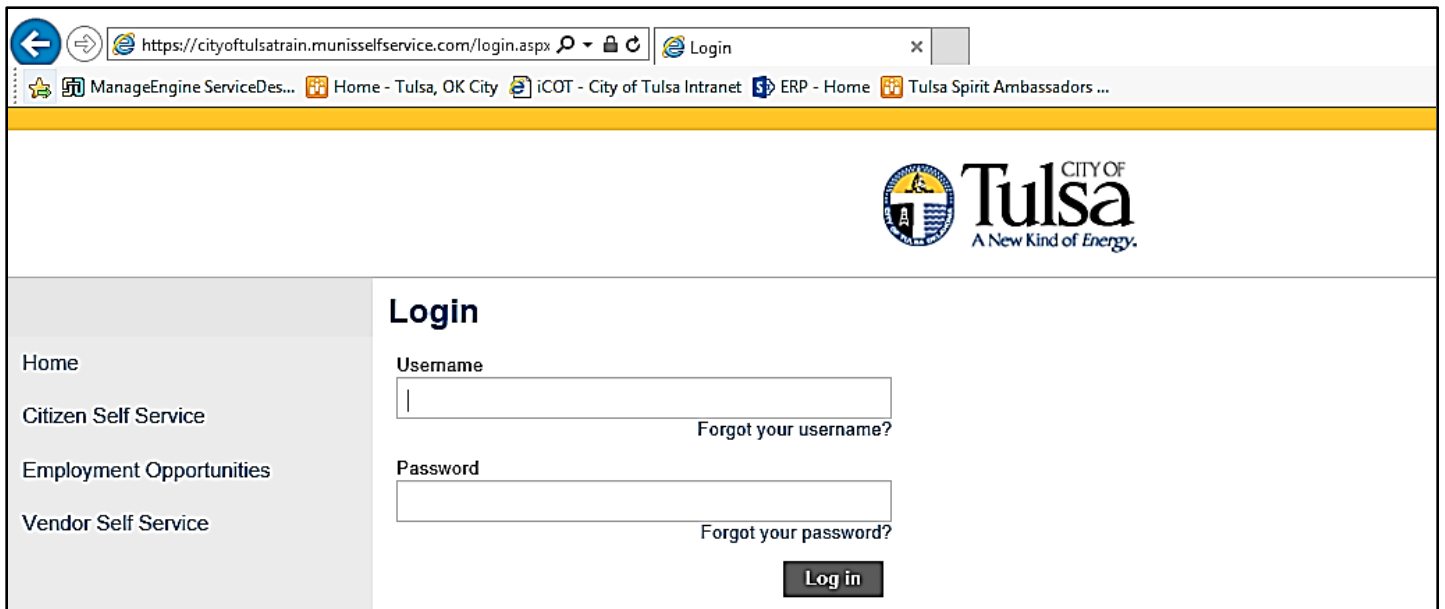 https://cityoftulsatrain.munisselfservice.com/login.aspx
Login
ManageEngine ServiceDes... Home - Tulsa, OK City iCOT - City of Tulsa Intranet ERP - Home Tulsa Spirit Ambassadors ...
CITY OF
Tulsa
A New Kind of Energy.
Login
Home
Citizen Self Service
Employment Opportunities
Vendor Self Service
Username
Forgot your username?
Password
Forgot your password?
Log in